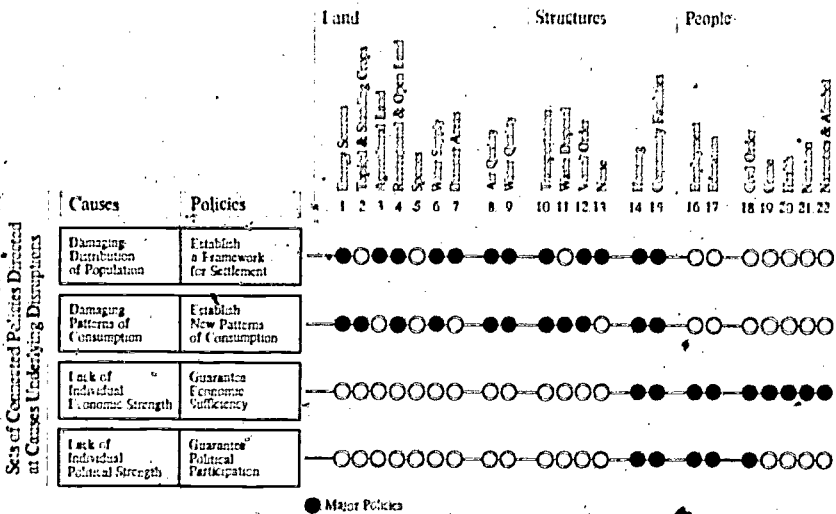 Land Structures People
Energy Sources
Topsoil & Standing Crops
Agricultural Land
Recreational & Open Land
Species
Water Supply
Disaster Areas
Air Quality
Water Quality
Transportation
Waste Disposal
Visual Order
Noise
Housing
Community Facilities
Employment
Education
Civil Order
Crime
Health
Nutrition
Narcotics & Alcohol
Causes Policies 1 2 3 4 5 6 7 8 9 10 11 12 13 14 15 16 17 18 19 20 21 22
Sets of Connected Policies Directed
at Causes Underlying Disruptions
Damaging
Distribution
of Population
Establish
a Framework
for Settlement
Damaging
Patterns of
Consumption
Establish
New Patterns
of Consumption
Lack of
Individual
Economic Strength
Guarantee
Economic
Sufficiency
Lack of
Individual
Political Strength
Guarantee
Political
Participation
Major Policies